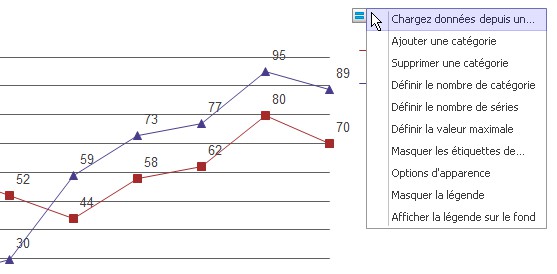 Chargez données depuis un...
Ajouter une catégorie
Supprimer une catégorie
Définir le nombre de catégorie
Définir le nombre de séries
Définir la valeur maximale
Masquer les étiquettes de...
Options d'apparence
Masquer la légende
Afficher la légende sur le fond
95
89
80
77
73
70
62
59
58
52
44
30